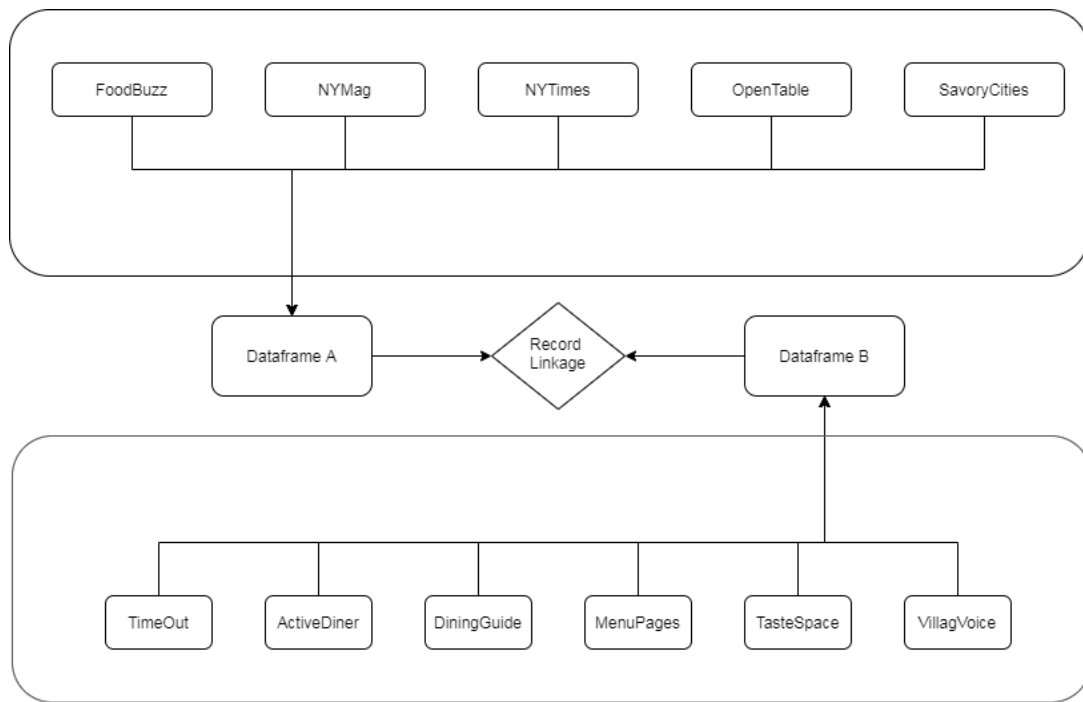 FoodBuzz
NYMag
NYTimes
OpenTable
SavoryCities
Dataframe A
Record
Linkage
Dataframe B
TimeOut
ActiveDiner
DiningGuide
MenuPages
TasteSpace
VillagVoice